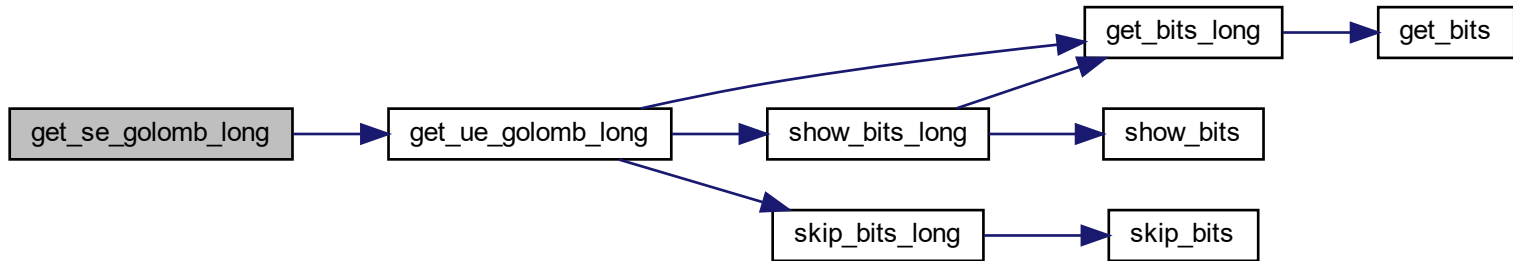 get_se_golomb_long
get_ue_golomb_long
get_bits_long
get_bits
show_bits_long
show_bits
skip_bits_long
skip_bits